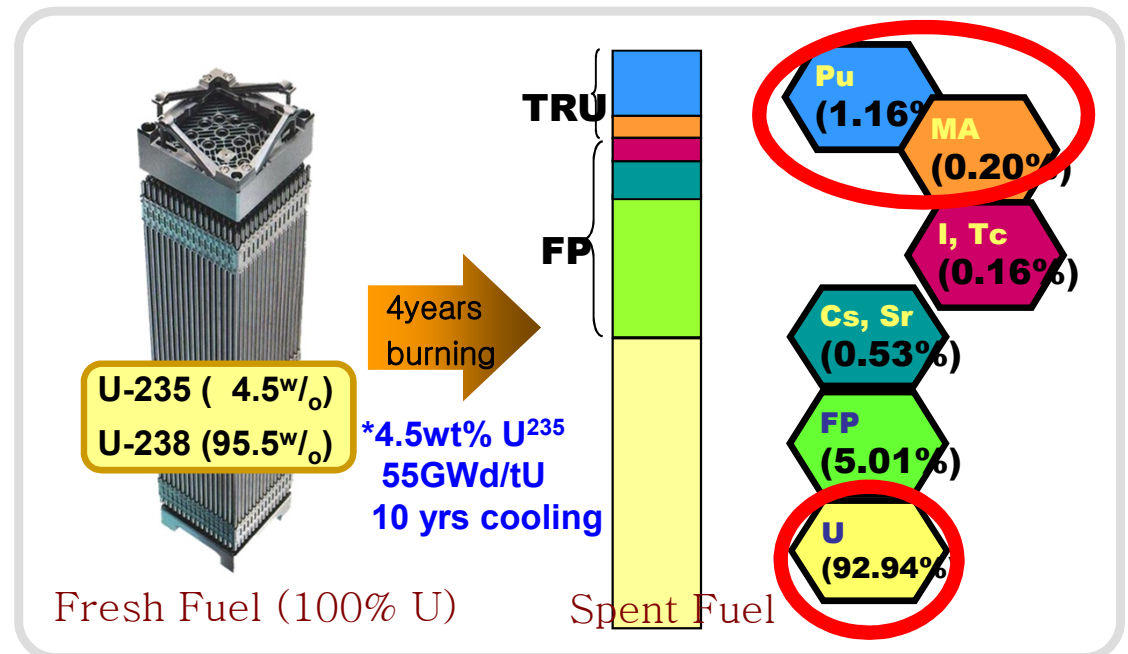 TRU
FP
Pu
(1.16%
MA
(0.20%)
I, Tc
(0.16%)
Cs, Sr
(0.53%)
FP
(5.01%)
U
(92.94%)
4years
burning
U-235 ( 4.5w/o)
U-238 (95.5w/o)
*4.5wt% U235
55GWd/tU
10 yrs cooling
Fresh Fuel (100% U)
Spent Fuel